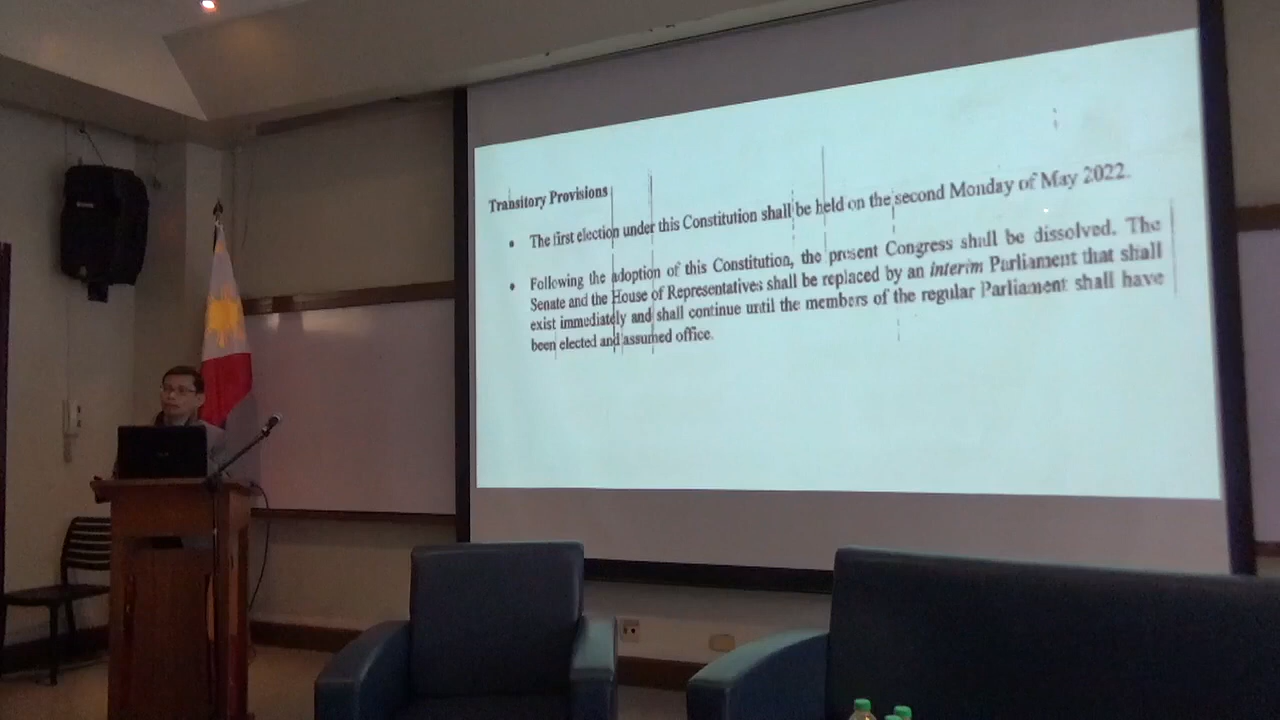 Transitory Provisions
• The first election under this Constitution shall be held on the second Monday of May 2022.
• Following the adoption of this Constitution, the present Congress shall be dissolved. The
Senate and the House of Representatives shall be replaced by an interim Parliament that shall
exist immediately and shall continue until the members of the regular Parliament shall have
been elected and assumed office.